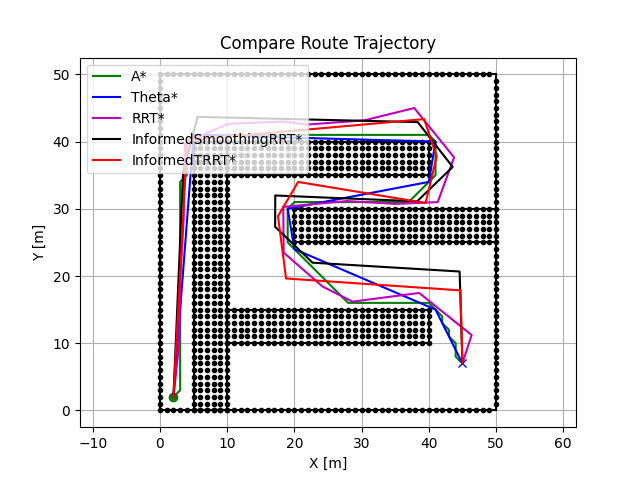 Compare Route Trajectory
A*
Theta*
RRT*
InformedSmoothingRRT*
InformedTRRT*
Y [m]
50
40
30
20
10
0
−10 0 10 20 30 40 50 60
X [m]